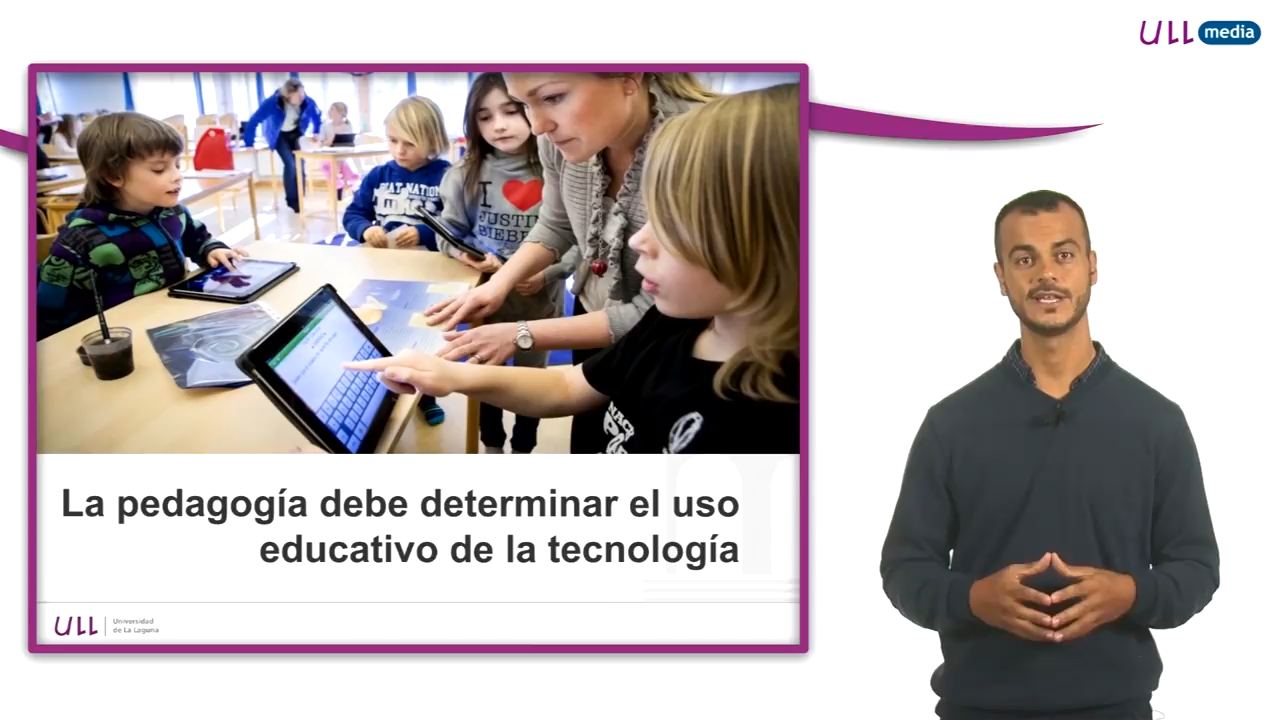 ULL media
I
JUSTIN
BIEBER
La pedagogía debe determinar el uso
educativo de la tecnología
ULL
Universidad
de La Laguna